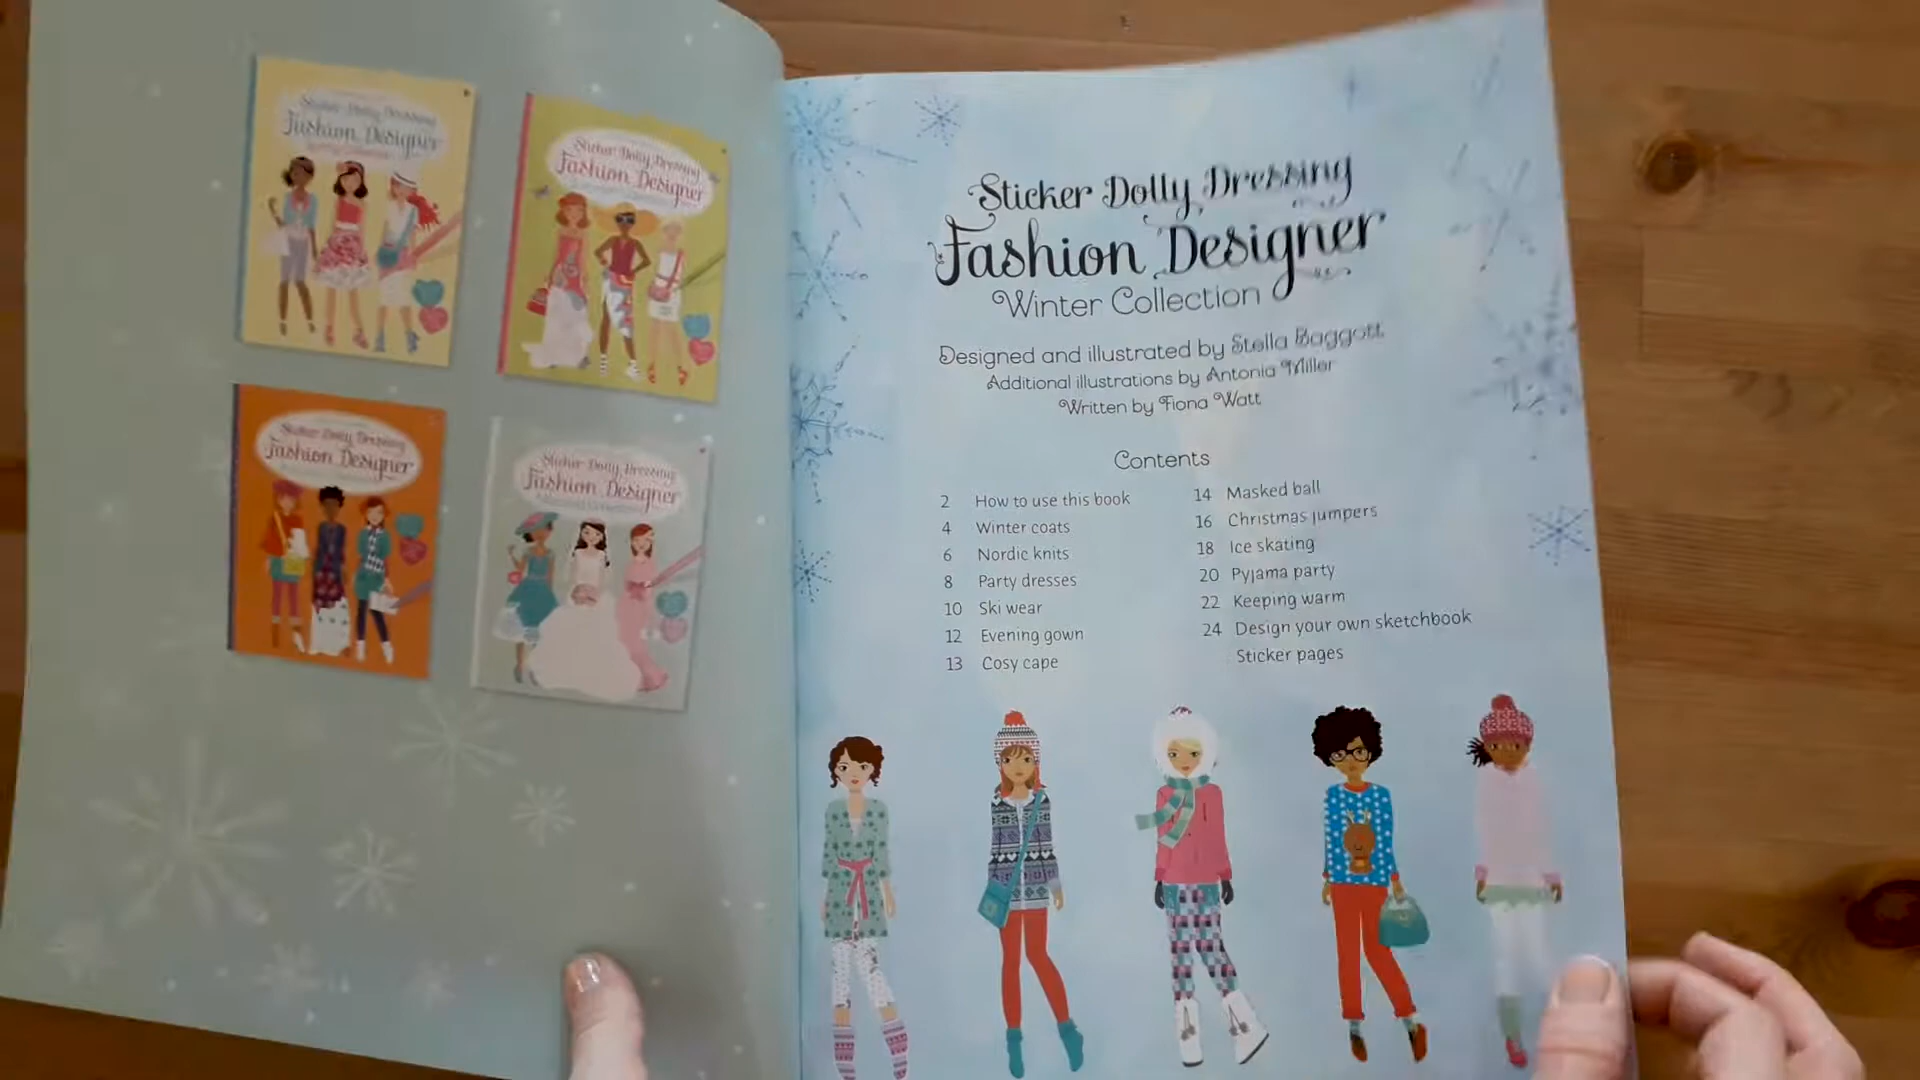 Sticker Dolly Dressing
Fashion Designer
Sticker Dolly Dressing
Fashion Designer
Sticker Dolly Dressing
Fashion Designer
Sticker Dolly Dressing
Fashion Designer
Sticker Dolly Dressing
Fashion Designer
Winter Collection
Designed and illustrated by Stella Baggott
Additional illustrations by Antonia Miller
Written by Fiona Watt
Contents
2 How to use this book
4 Winter coats
6 Nordic knits
8 Party dresses
10 Ski wear
12 Evening gown
13 Cosy cape
14 Masked ball
16 Christmas jumpers
18 Ice skating
20 Pyjama party
22 Keeping warm
24 Design your own sketchbook
Sticker pages